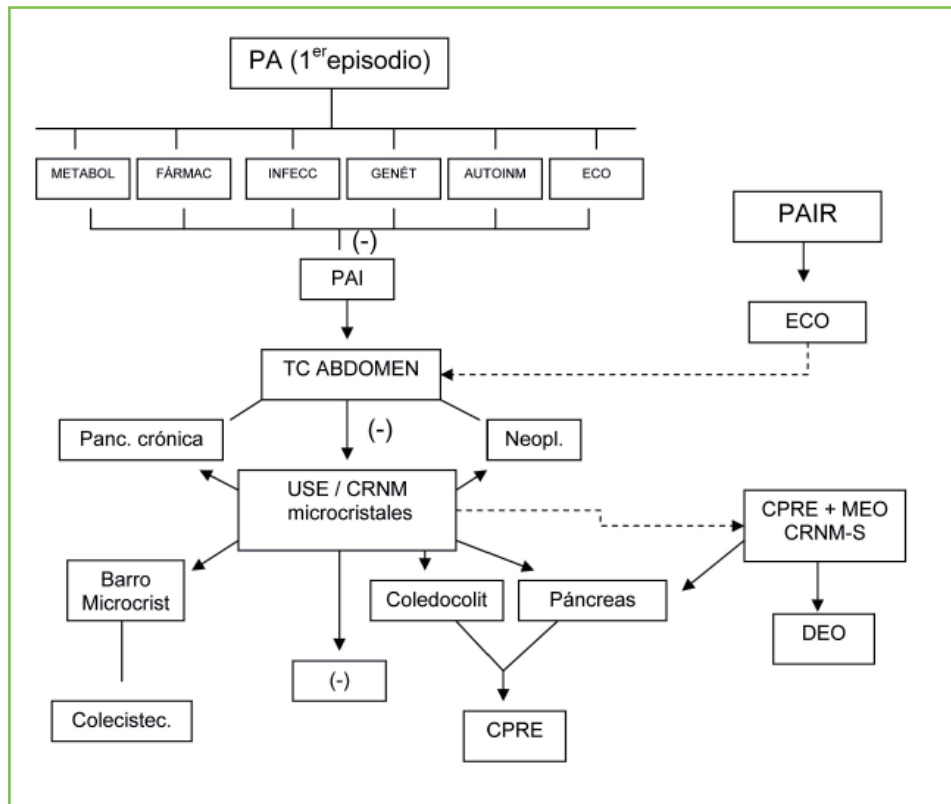 PA (1er episodio)
METABOL
FÁRMAC
INFECC
GENÉT
AUTOINM
ECO
PAIR
(-)
PAI
ECO
TC ABDOMEN
Panc. crónica
(-)
Neopl.
USE / CRNM
microcristales
CPRE + MEO
CRNM-S
Barro
Microcrist
Coledocolit
Páncreas
DEO
(-)
Colecistec.
CPRE